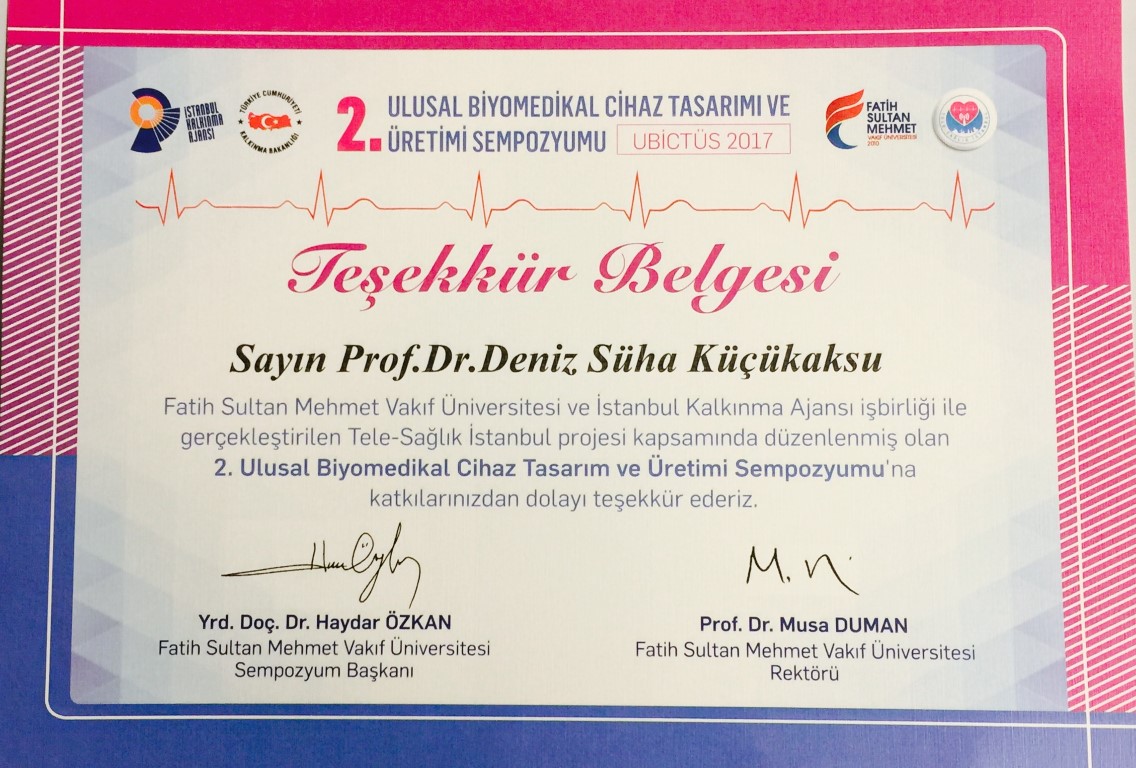 İSTANBUL
KALKINMA
AJANSI
TÜRKİYE CUMHURİYETİ
KALKINMA BAKANLIĞI
2. ULUSAL BİYOMEDİKAL CİHAZ TASARIMI VE
ÜRETİMİ SEMPOZYUMU UBİCTÜS 2017
FATİH
SULTAN
MEHMET
VAKIF ÜNİVERSİTESİ
2010
Teşekkür Belgesi
Sayın Prof.Dr.Deniz Süha Küçükaksu
Fatih Sultan Mehmet Vakıf Üniversitesi ve İstanbul Kalkınma Ajansı işbirliği ile
gerçekleştirilen Tele-Sağlık İstanbul projesi kapsamında düzenlenmiş olan
2. Ulusal Biyomedikal Cihaz Tasarım ve Üretimi Sempozyumu'na
katkılarınızdan dolayı teşekkür ederiz.
Yrd. Doç. Dr. Haydar ÖZKAN
Fatih Sultan Mehmet Vakıf Üniversitesi
Sempozyum Başkanı
Prof. Dr. Musa DUMAN
Fatih Sultan Mehmet Vakıf Üniversitesi
Rektörü